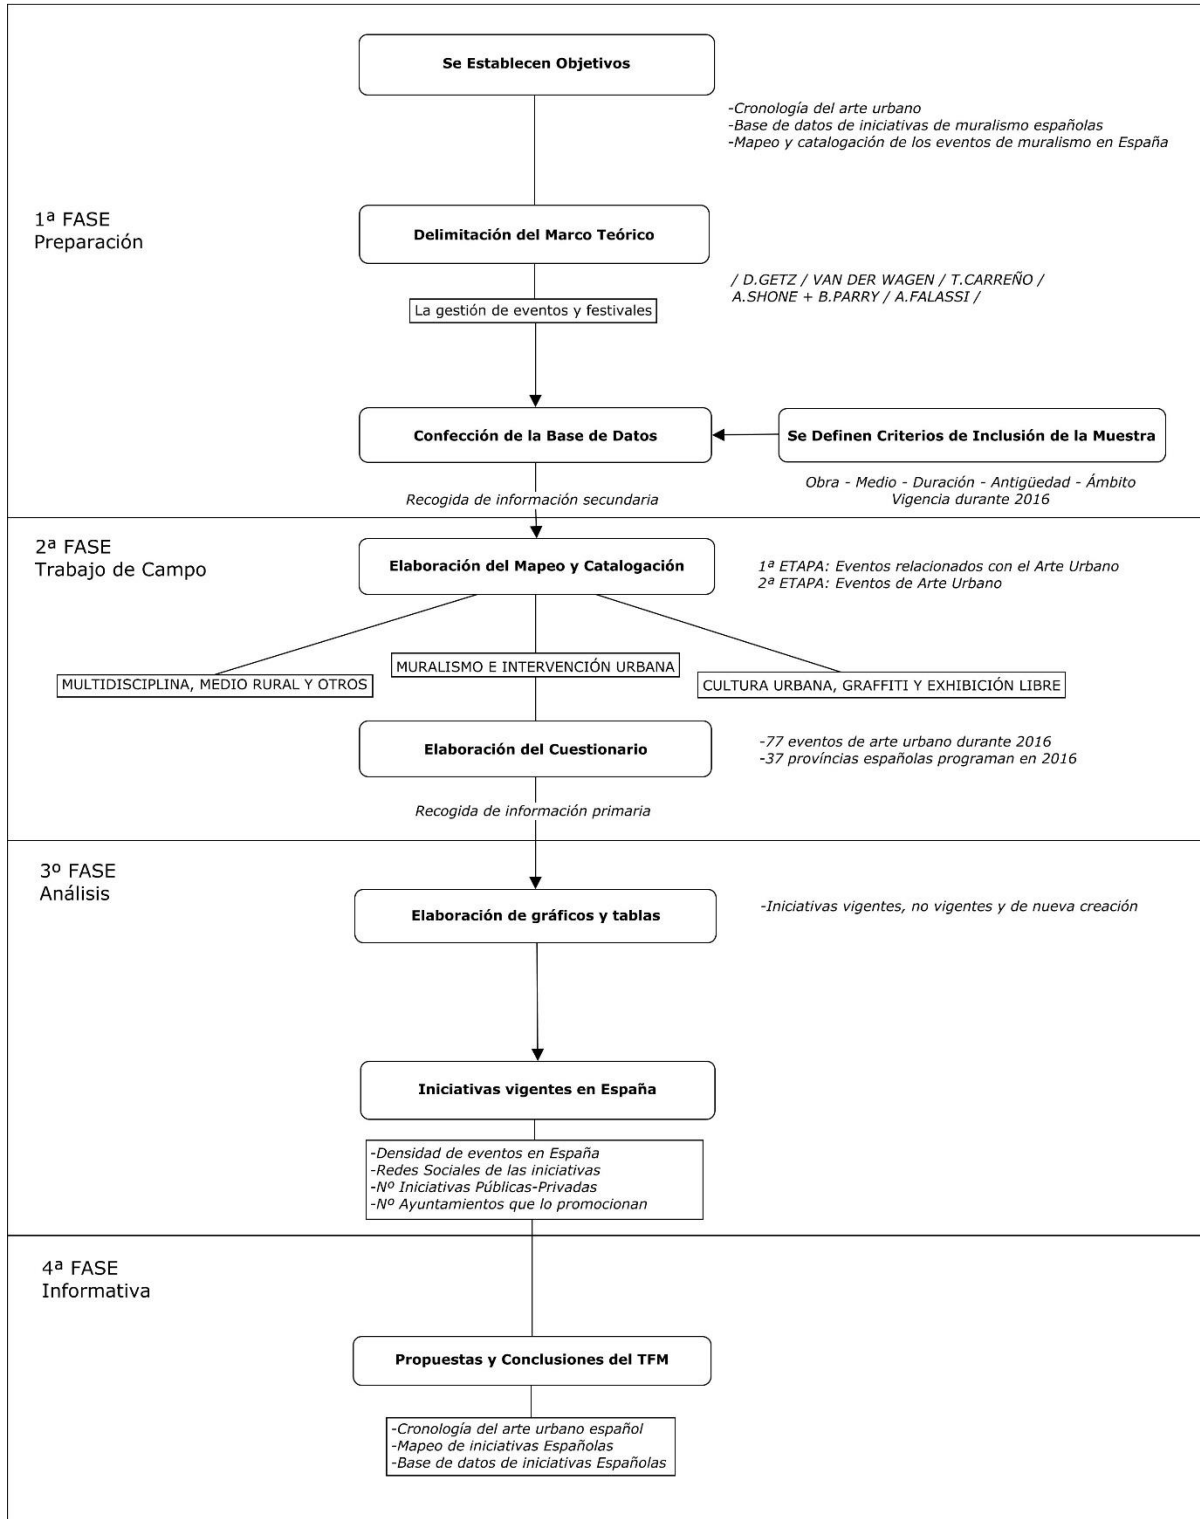 Se Establecen Objetivos
-Cronología del arte urbano
-Base de datos de iniciativas de muralismo españolas
-Mapeo y catalogación de los eventos de muralismo en España
1ª FASE
Preparación
Delimitación del Marco Teórico
/ D.GETZ / VAN DER WAGEN / T.CARREÑO /
A.SHONE + B.PARRY / A.FALASSI /
La gestión de eventos y festivales
Confección de la Base de Datos
Se Definen Criterios de Inclusión de la Muestra
Obra - Medio - Duración - Antigüedad - Ámbito
Vigencia durante 2016
Recogida de información secundaria
2ª FASE
Trabajo de Campo
Elaboración del Mapeo y Catalogación
1ª ETAPA: Eventos relacionados con el Arte Urbano
2ª ETAPA: Eventos de Arte Urbano
MULTIDISCIPLINA, MEDIO RURAL Y OTROS
MURALISMO E INTERVENCIÓN URBANA
CULTURA URBANA, GRAFFITI Y EXHIBICIÓN LIBRE
Elaboración del Cuestionario
-77 eventos de arte urbano durante 2016
-37 províncias españolas programan en 2016
Recogida de información primaria
3º FASE
Análisis
Elaboración de gráficos y tablas
-Iniciativas vigentes, no vigentes y de nueva creación
Iniciativas vigentes en España
-Densidad de eventos en España
-Redes Sociales de las iniciativas
-Nº Iniciativas Públicas-Privadas
-Nº Ayuntamientos que lo promocionan
4ª FASE
Informativa
Propuestas y Conclusiones del TFM
-Cronología del arte urbano español
-Mapeo de iniciativas Españolas
-Base de datos de iniciativas Españolas